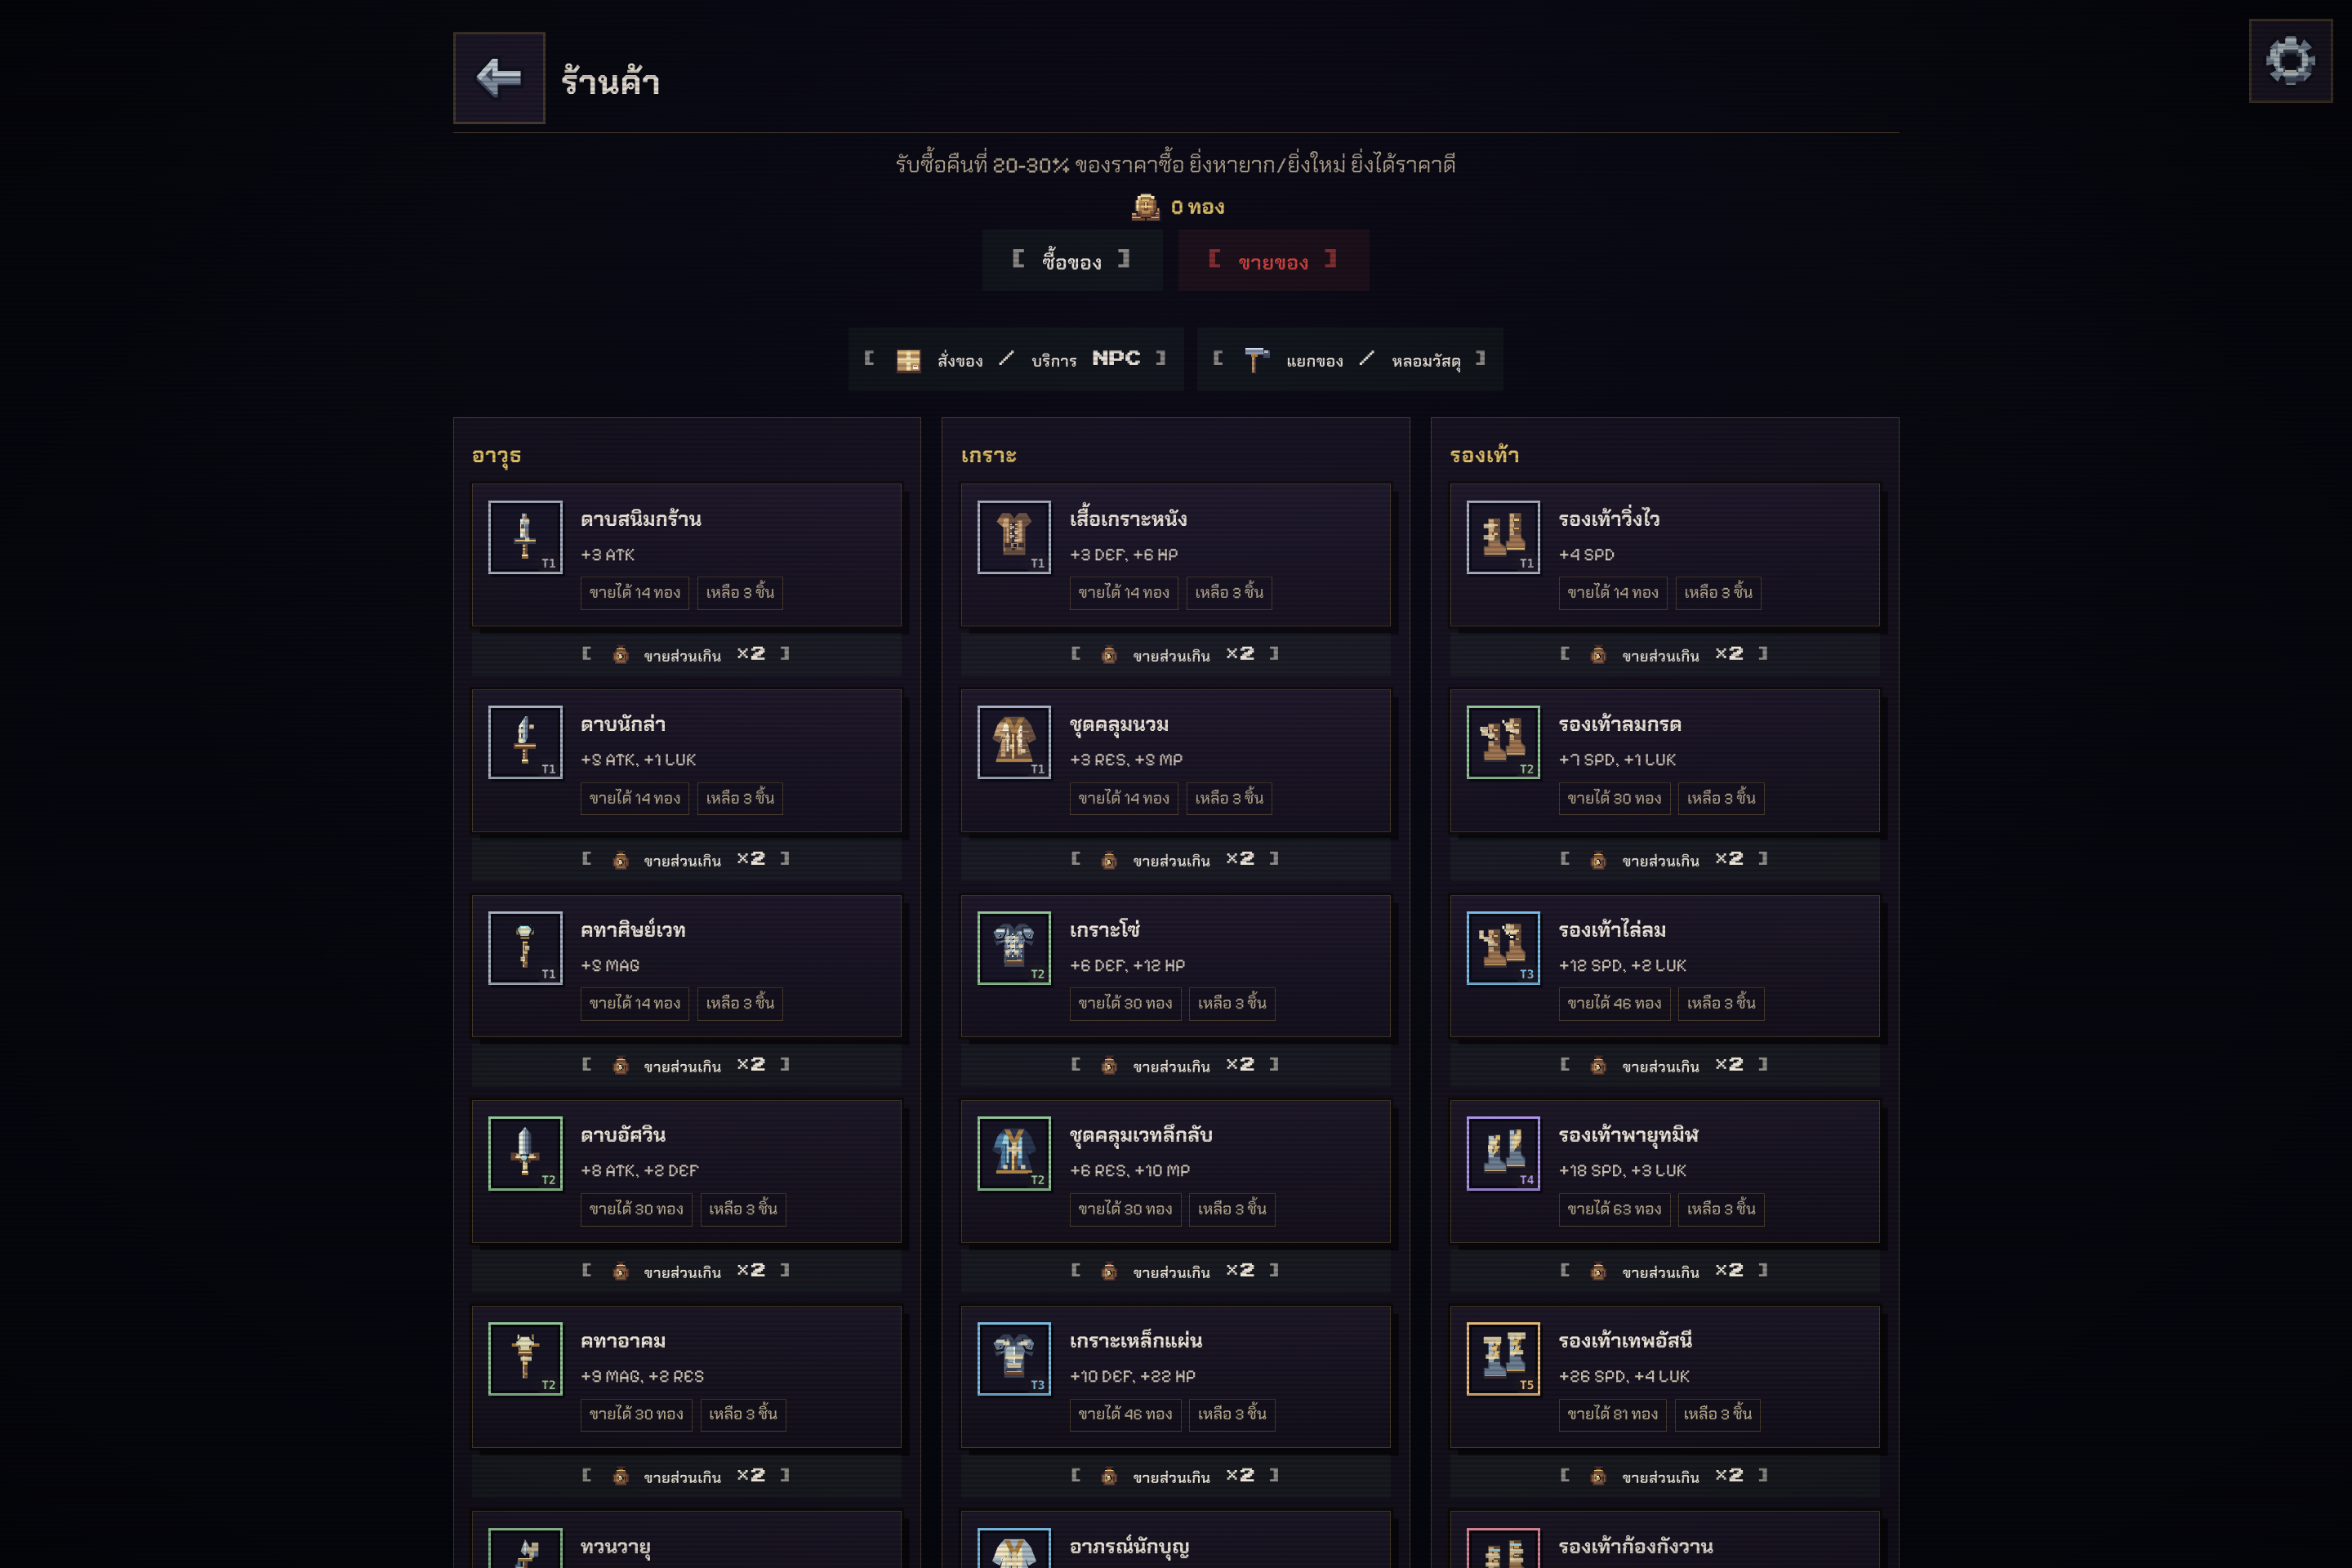 ร้านค้า
รับซื้อคืนที่ 20-30% ของราคาซื้อ ยิ่งหายาก/ยิ่งใหม่ ยิ่งได้ราคาดี
0 ทอง
[ ซื้อของ ] [ ขายของ ]
[ สั่งของ / บริการ NPC ] [ แยกของ / หลอมวัสดุ ]
อาวุธ
T1
ดาบสนิมกร้าน
+3 ATK
ขายได้ 14 ทอง เหลือ 3 ชิ้น
[ ขายส่วนเกิน ×2 ]
T1
ดาบนักล่า
+5 ATK, +1 LUK
ขายได้ 14 ทอง เหลือ 3 ชิ้น
[ ขายส่วนเกิน ×2 ]
T1
คทาศิษย์เวท
+5 MAG
ขายได้ 14 ทอง เหลือ 3 ชิ้น
[ ขายส่วนเกิน ×2 ]
T2
ดาบอัศวิน
+8 ATK, +2 DEF
ขายได้ 30 ทอง เหลือ 3 ชิ้น
[ ขายส่วนเกิน ×2 ]
T2
คทาอาคม
+9 MAG, +2 RES
ขายได้ 30 ทอง เหลือ 3 ชิ้น
[ ขายส่วนเกิน ×2 ]
ทวนวายุ
เกราะ
T1
เสื้อเกราะหนัง
+3 DEF, +6 HP
ขายได้ 14 ทอง เหลือ 3 ชิ้น
[ ขายส่วนเกิน ×2 ]
T1
ชุดคลุมนวม
+3 RES, +5 MP
ขายได้ 14 ทอง เหลือ 3 ชิ้น
[ ขายส่วนเกิน ×2 ]
T2
เกราะโซ่
+6 DEF, +12 HP
ขายได้ 30 ทอง เหลือ 3 ชิ้น
[ ขายส่วนเกิน ×2 ]
T2
ชุดคลุมเวทลึกลับ
+6 RES, +10 MP
ขายได้ 30 ทอง เหลือ 3 ชิ้น
[ ขายส่วนเกิน ×2 ]
T3
เกราะเหล็กแผ่น
+10 DEF, +22 HP
ขายได้ 46 ทอง เหลือ 3 ชิ้น
[ ขายส่วนเกิน ×2 ]
อาภรณ์นักบุญ
รองเท้า
T1
รองเท้าวิ่งไว
+4 SPD
ขายได้ 14 ทอง เหลือ 3 ชิ้น
[ ขายส่วนเกิน ×2 ]
T2
รองเท้าลมกรด
+7 SPD, +1 LUK
ขายได้ 30 ทอง เหลือ 3 ชิ้น
[ ขายส่วนเกิน ×2 ]
T3
รองเท้าไล่ลม
+12 SPD, +2 LUK
ขายได้ 46 ทอง เหลือ 3 ชิ้น
[ ขายส่วนเกิน ×2 ]
T4
รองเท้าพายุทมิฬ
+18 SPD, +3 LUK
ขายได้ 63 ทอง เหลือ 3 ชิ้น
[ ขายส่วนเกิน ×2 ]
T5
รองเท้าเทพอัสนี
+26 SPD, +4 LUK
ขายได้ 81 ทอง เหลือ 3 ชิ้น
[ ขายส่วนเกิน ×2 ]
รองเท้าก้องกังวาน